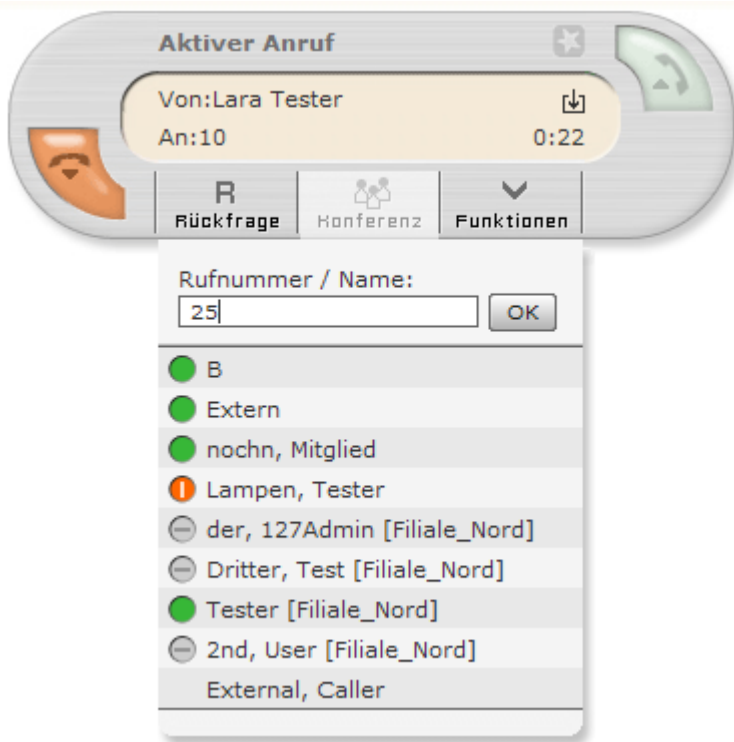 Aktiver Anruf
Von:Lara Tester
An:10 0:22
R
Rückfrage Konferenz Funktionen
Rufnummer / Name:
25 OK
B
Extern
nochn, Mitglied
Lampen, Tester
der, 127Admin [Filiale_Nord]
Dritter, Test [Filiale_Nord]
Tester [Filiale_Nord]
2nd, User [Filiale_Nord]
External, Caller